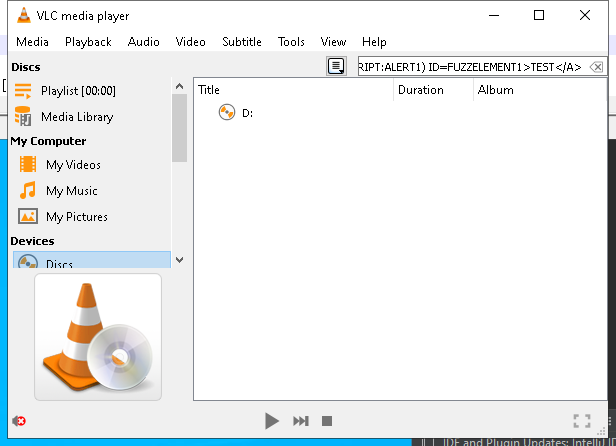 VLC media player
Media Playback Audio Video Subtitle Tools View Help
Discs
RIPT:ALERT1) ID=FUZZELEMENT1>TEST</A>
Playlist [00:00]
Media Library
My Computer
My Videos
My Music
My Pictures
Devices
Discs
Title Duration Album
D:
IDE and Plugin Updates: IntelliJ